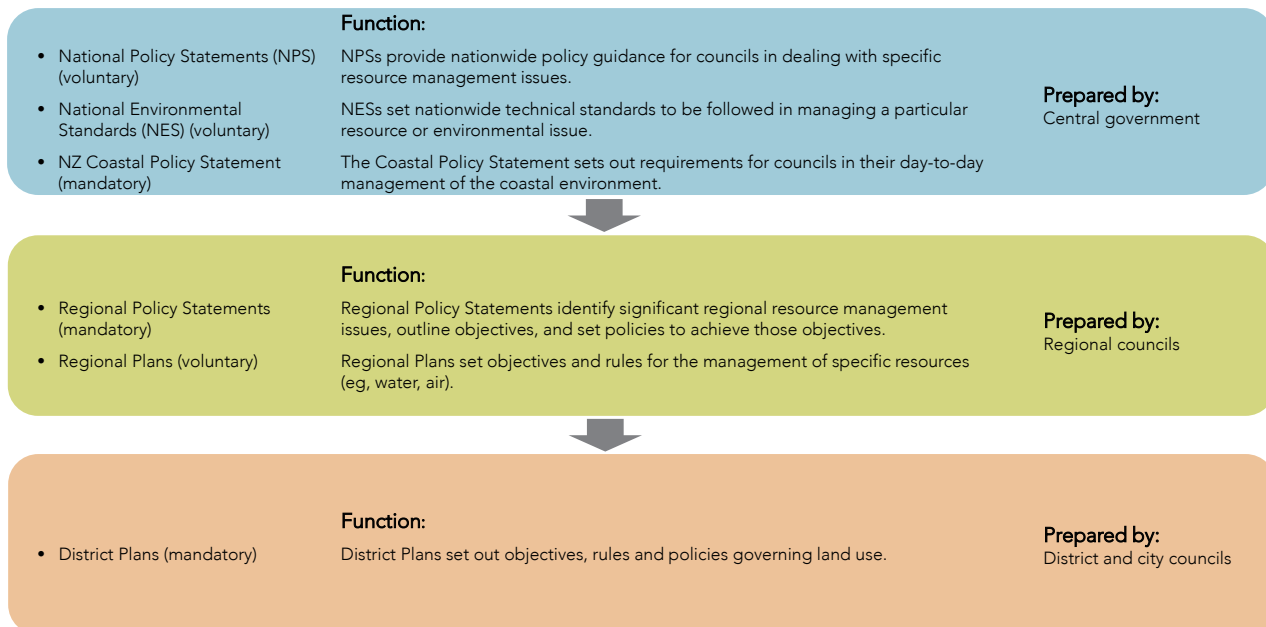 Function:
• National Policy Statements (NPS)
(voluntary)
NPSs provide nationwide policy guidance for councils in dealing with specific
resource management issues.
• National Environmental
Standards (NES) (voluntary)
NESs set nationwide technical standards to be followed in managing a particular
resource or environmental issue.
• NZ Coastal Policy Statement
(mandatory)
The Coastal Policy Statement sets out requirements for councils in their day-to-day
management of the coastal environment.
Prepared by:
Central government
Function:
• Regional Policy Statements
(mandatory)
Regional Policy Statements identify significant regional resource management
issues, outline objectives, and set policies to achieve those objectives.
• Regional Plans (voluntary)
Regional Plans set objectives and rules for the management of specific resources
(eg, water, air).
Prepared by:
Regional councils
Function:
• District Plans (mandatory)
District Plans set out objectives, rules and policies governing land use.
Prepared by:
District and city councils